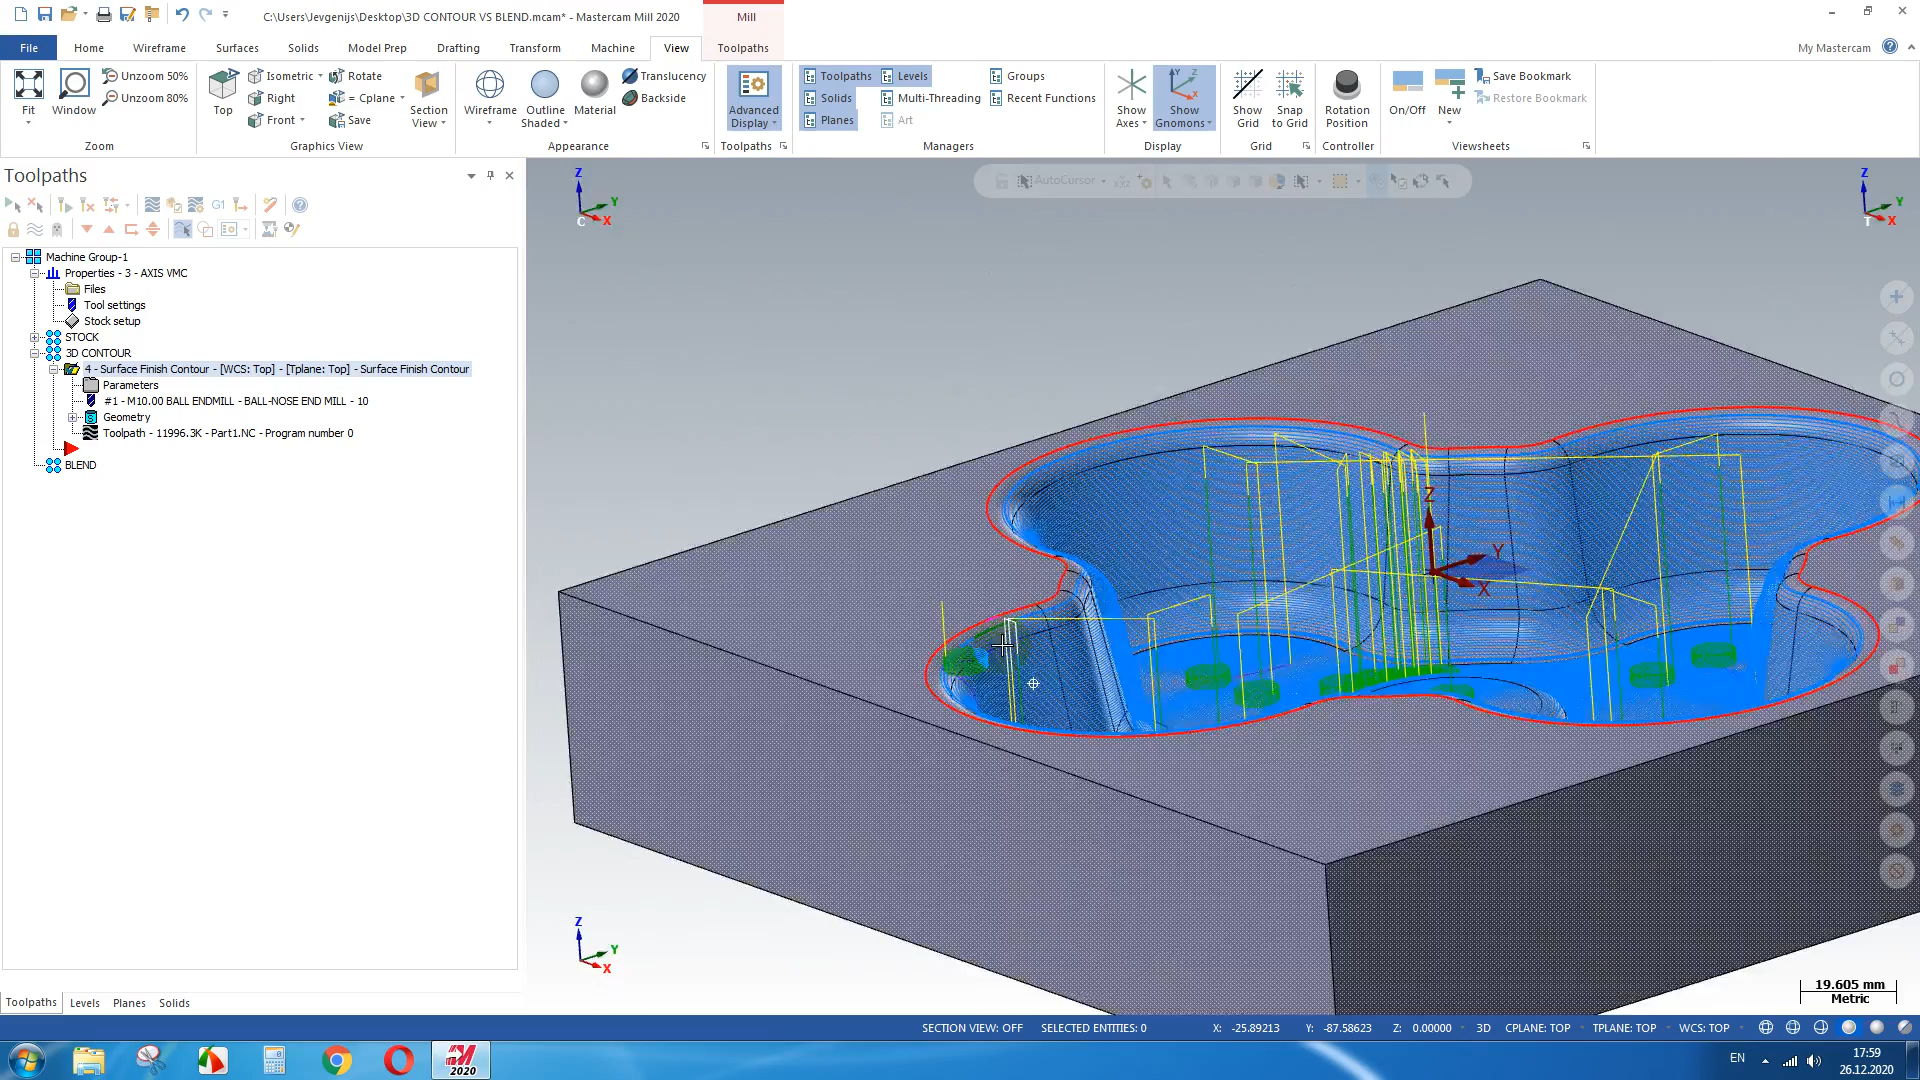 C:\Users\Jevgenijs\Desktop\3D CONTOUR VS BLEND.mcam* - Mastercam Mill 2020
Mill
File
Home
Wireframe
Surfaces
Solids
Model Prep
Drafting
Transform
Machine
View
Toolpaths
My Mastercam
Fit
Window
Unzoom 50%
Unzoom 80%
Zoom
Top
Isometric
Right
Front
Rotate
= Cplane
Save
Section View
Graphics View
Wireframe
Outline Shaded
Material
Translucency
Backside
Appearance
Advanced Display
Toolpaths
Toolpaths
Solids
Planes
Levels
Multi-Threading
Art
Groups
Recent Functions
Managers
Show Axes
Show Gnomons
Display
Show Grid
Snap to Grid
Grid
Rotation Position
Controller
On/Off
New
Save Bookmark
Restore Bookmark
Viewsheets
Toolpaths
G1
Machine Group-1
Properties - 3 - AXIS VMC
Files
Tool settings
Stock setup
STOCK
3D CONTOUR
4 - Surface Finish Contour - [WCS: Top] - [Tplane: Top] - Surface Finish Contour
Parameters
#1 - M10.00 BALL ENDMILL - BALL-NOSE END MILL - 10
Geometry
Toolpath - 11996.3K - Part1.NC - Program number 0
BLEND
AutoCursor
Z
Y
X
C
Z
Y
X
T
Z
Y
X
Z
Y
X
19.605 mm
Metric
Toolpaths
Levels
Planes
Solids
SECTION VIEW: OFF
SELECTED ENTITIES: 0
X: -25.89213
Y: -87.58623
Z: 0.00000
3D
CPLANE: TOP
TPLANE: TOP
WCS: TOP
2020
EN
17:59
26.12.2020